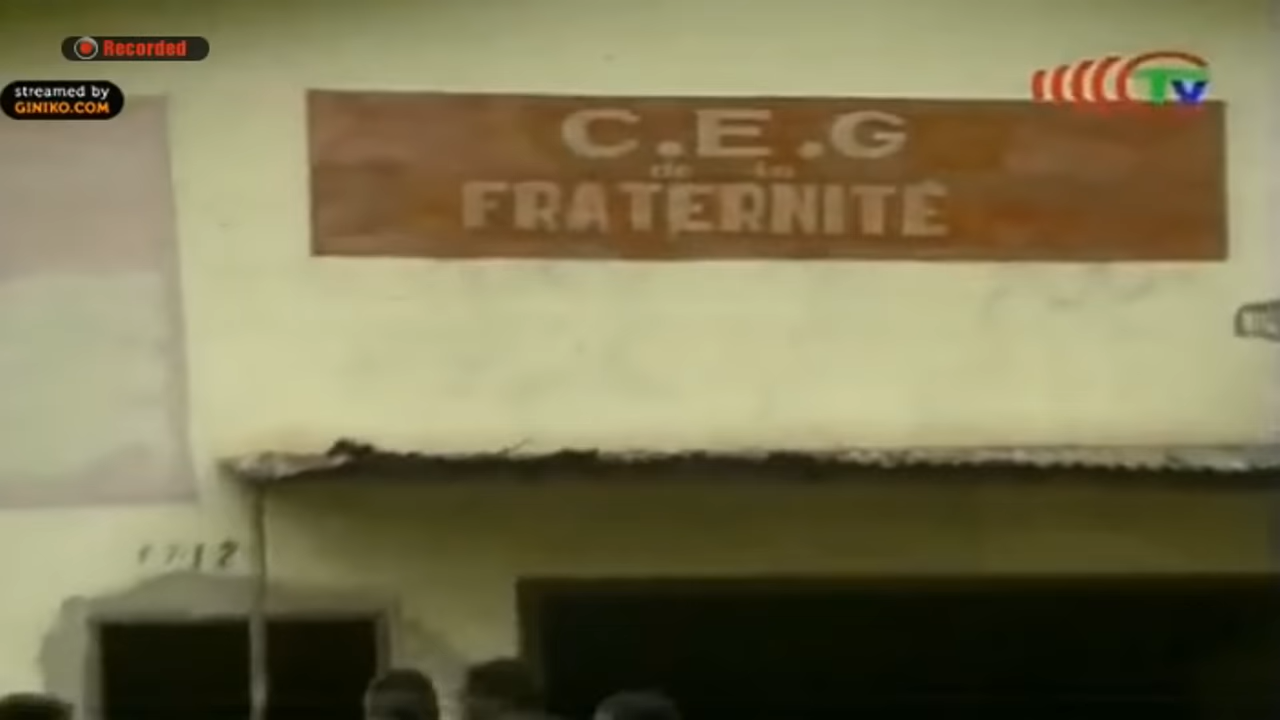 Recorded
streamed by
GINIKO.COM
TV
C.E.G
de la
FRATERNITÉ